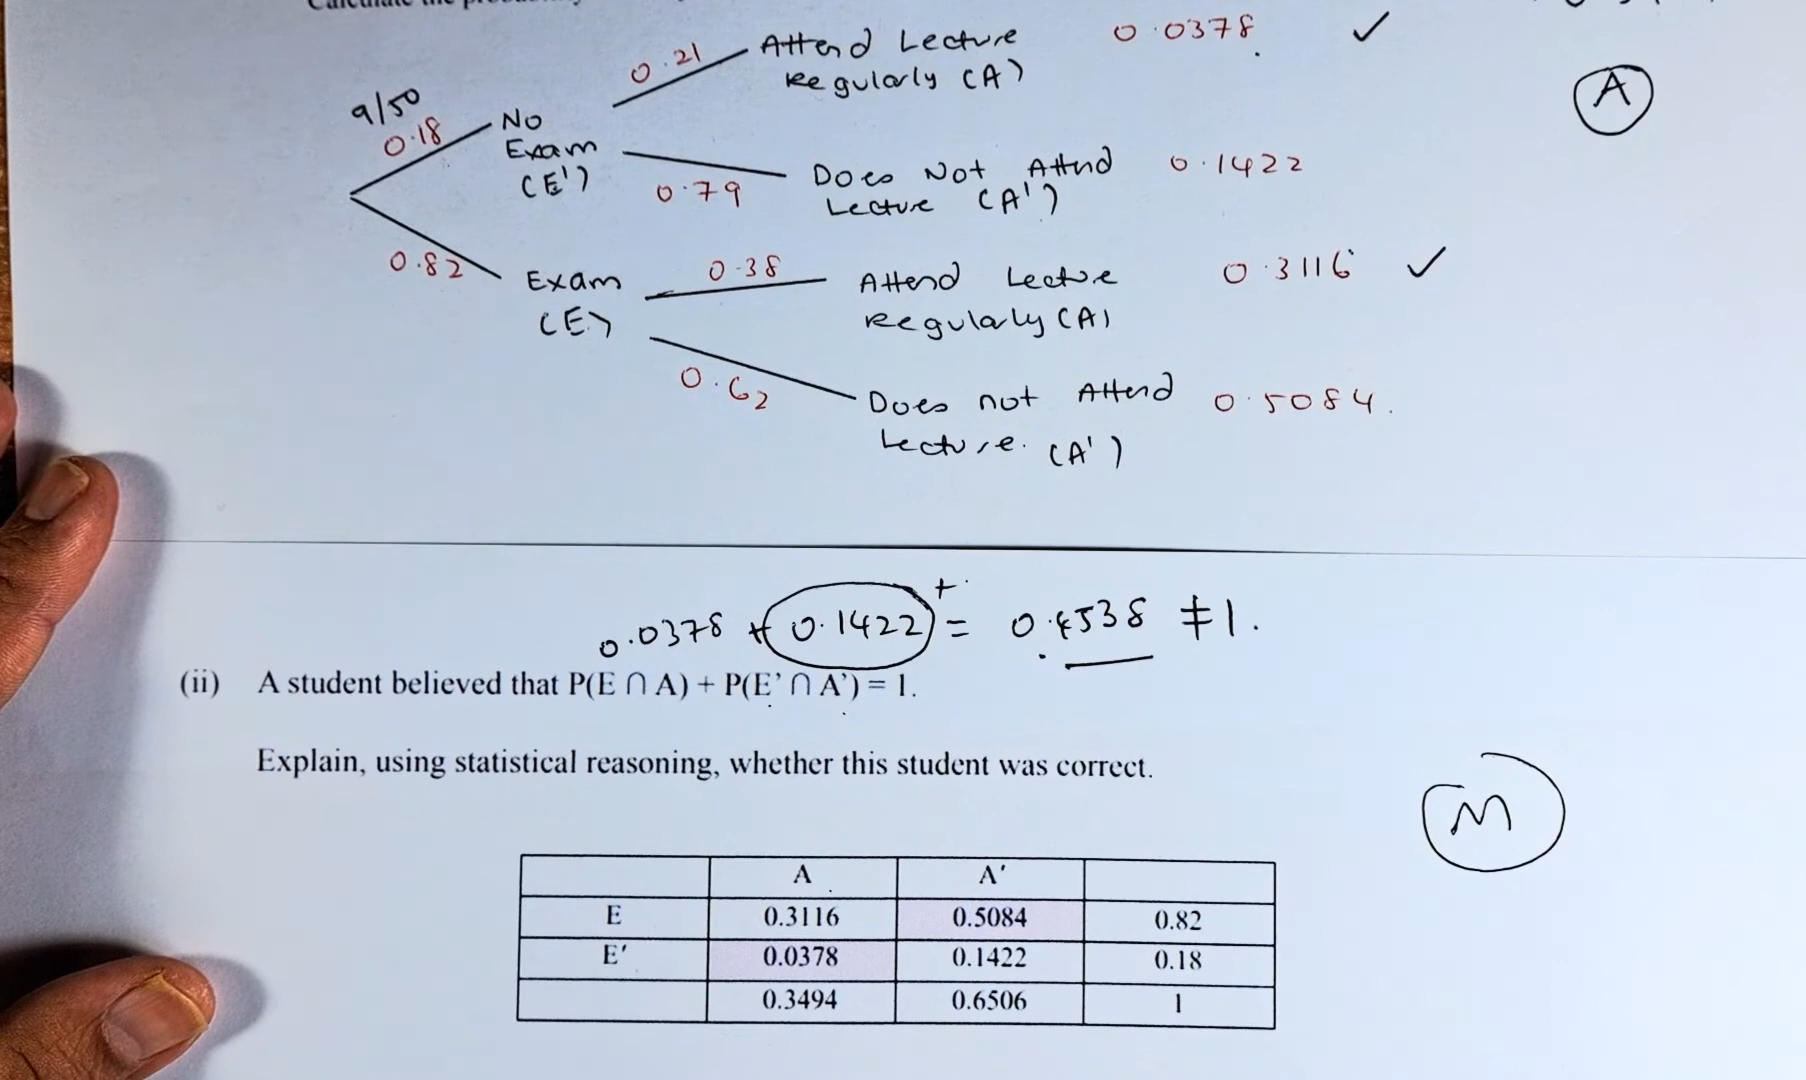 Calculate the
0.21
Attend Lecture
Regularly (A)
0.0378
✓
A
9/50
0.18
No
Exam
(E')
0.79
Does Not Attend
Lecture (A')
0.1422
0.82
Exam
(E)
0.38
Attend Lecture
Regularly (A)
0.3116
✓
0.62
Does not Attend
Lecture. (A')
0.5084.
0.0378 + 0.1422 + = 0.4538 ≠ 1.
(ii) A student believed that P(E ∩ A) + P(E' ∩ A') = 1.
Explain, using statistical reasoning, whether this student was correct.
M
A A'
E 0.3116 0.5084 0.82
E' 0.0378 0.1422 0.18
0.3494 0.6506 1